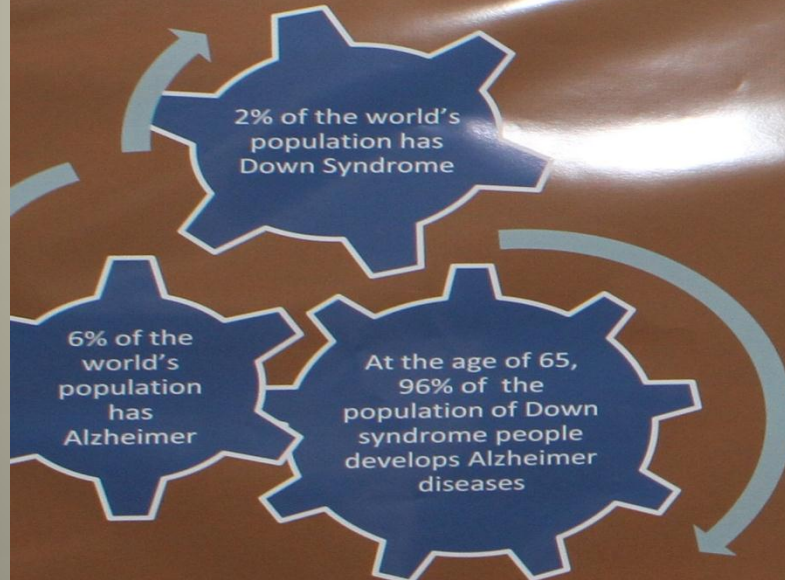 2% of the world's
population has
Down Syndrome
6% of the
world's
population
has
Alzheimer
At the age of 65,
96% of the
population of Down
syndrome people
develops Alzheimer
diseases